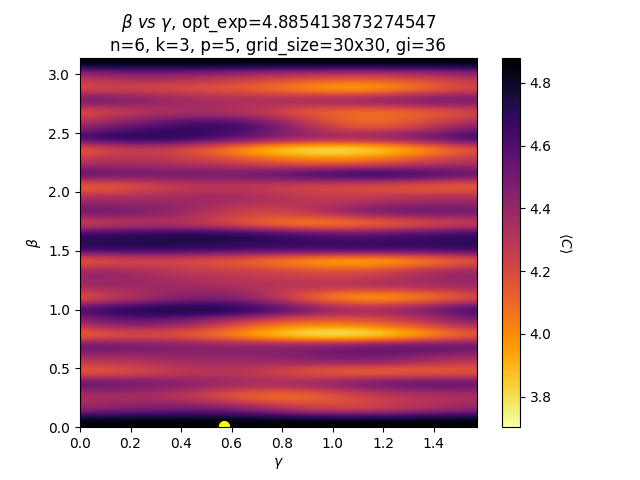 β vs γ, opt_exp=4.885413873274547
n=6, k=3, p=5, grid_size=30x30, gi=36
3.0
2.5
2.0
1.5
1.0
0.5
0.0
β
0.0 0.2 0.4 0.6 0.8 1.0 1.2 1.4
γ
4.8
4.6
4.4
4.2
4.0
3.8
⟨C⟩